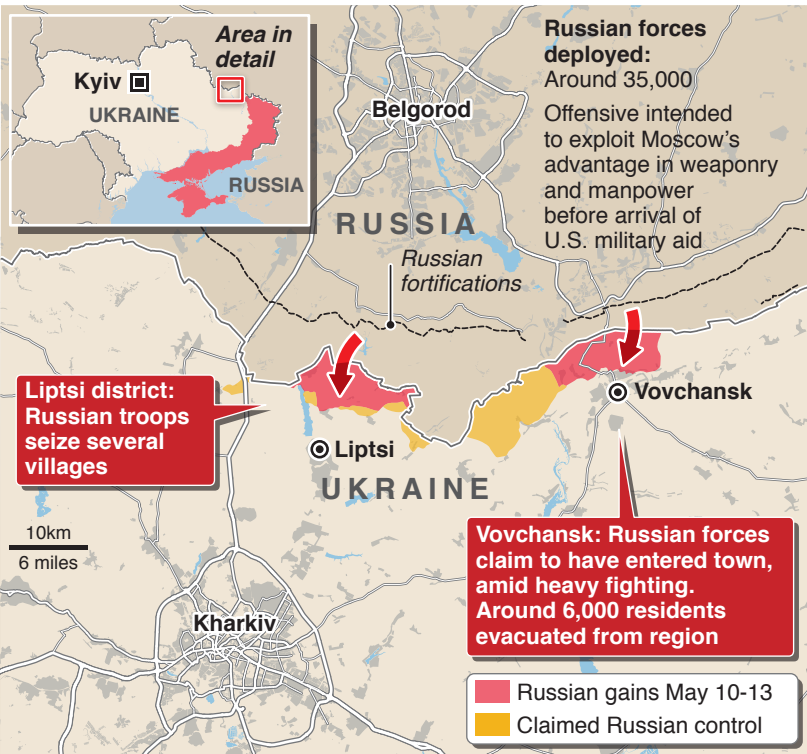 Area in
detail
Kyiv
UKRAINE
RUSSIA
Russian forces
deployed:
Around 35,000
Offensive intended
to exploit Moscow's
advantage in weaponry
and manpower
before arrival of
U.S. military aid
Belgorod
RUSSIA
Russian
fortifications
Liptsi district:
Russian troops
seize several
villages
Vovchansk
Liptsi
UKRAINE
10km
6 miles
Vovchansk: Russian forces
claim to have entered town,
amid heavy fighting.
Around 6,000 residents
evacuated from region
Kharkiv
Russian gains May 10-13
Claimed Russian control